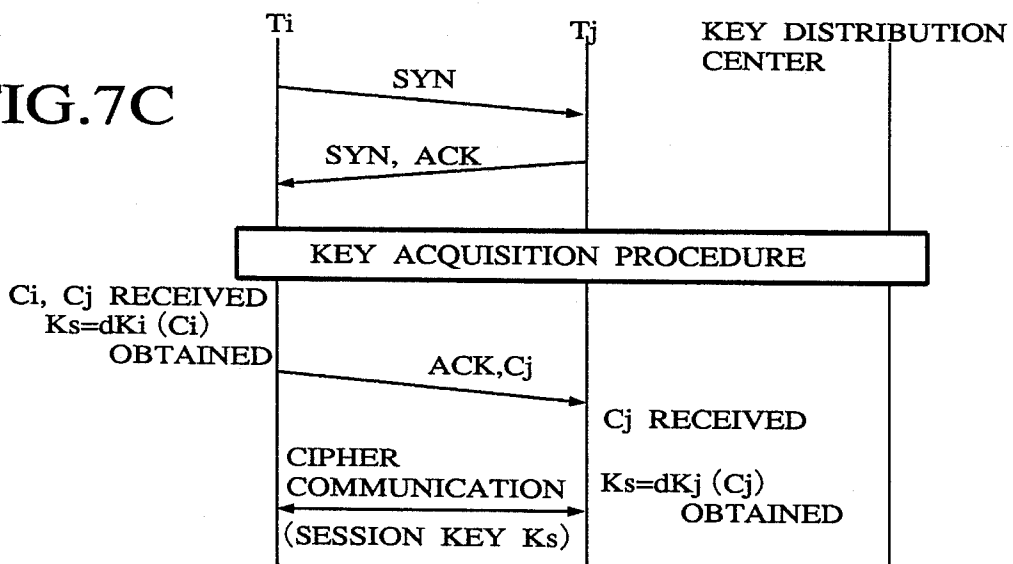 Ti
Tj
KEY DISTRIBUTION
CENTER
FIG.7C
SYN
SYN, ACK
KEY ACQUISITION PROCEDURE
Ci, Cj RECEIVED
Ks=dKi (Ci)
OBTAINED
ACK,Cj
Cj RECEIVED
CIPHER
COMMUNICATION
(SESSION KEY Ks)
Ks=dKj (Cj)
OBTAINED